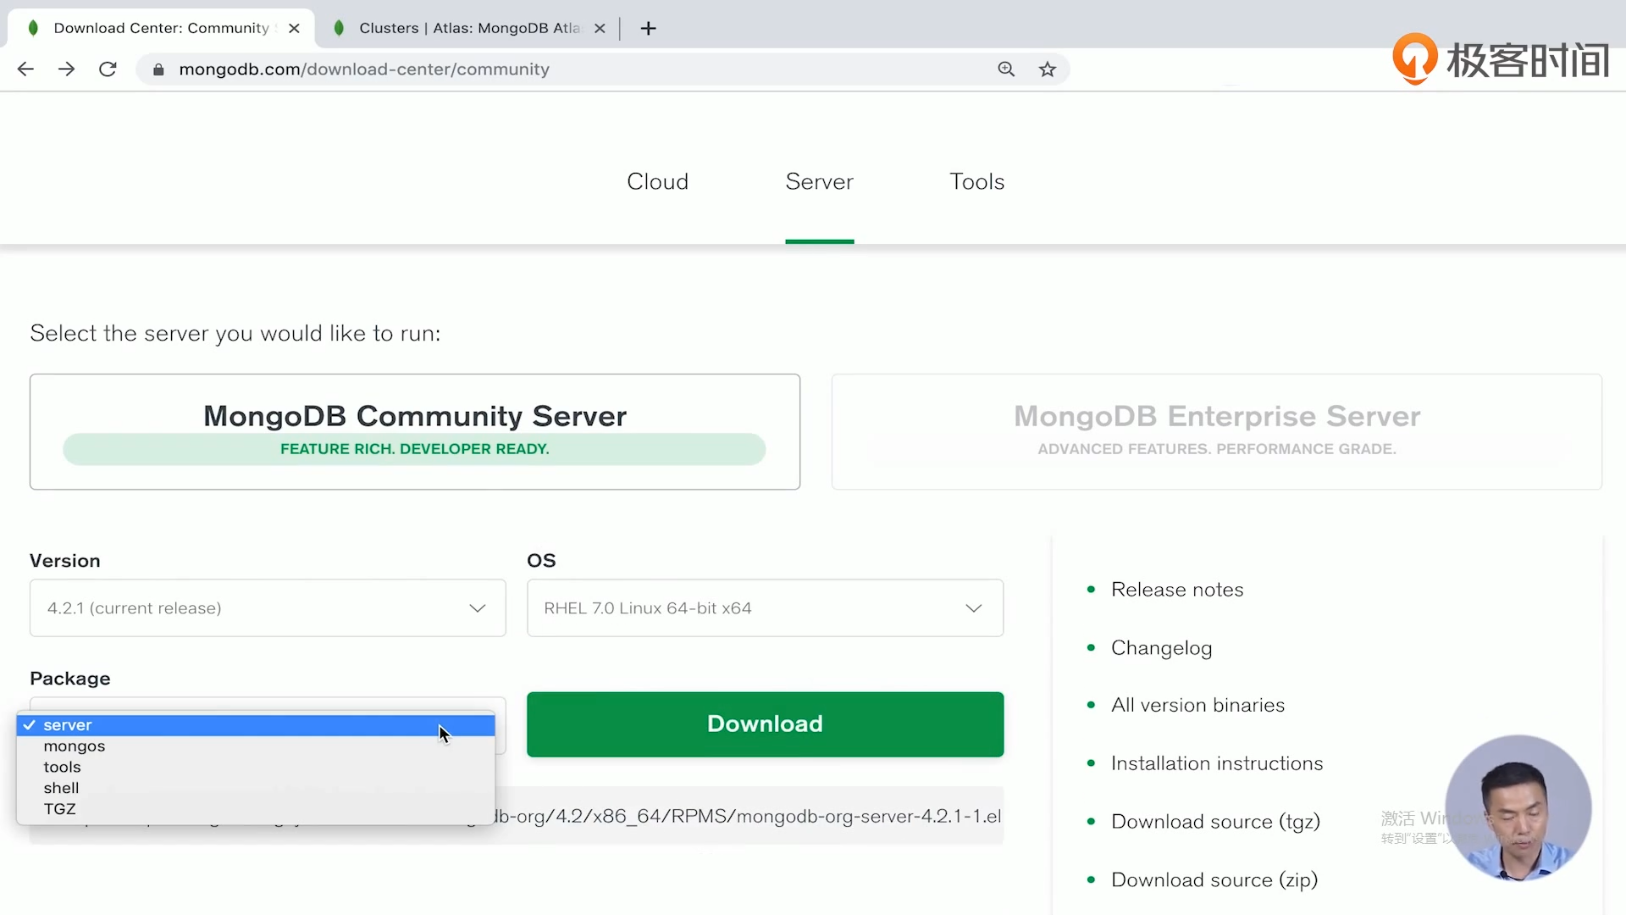 Download Center: Community
Clusters | Atlas: MongoDB Atla
mongodb.com/download-center/community
极客时间
Cloud
Server
Tools
Select the server you would like to run:
MongoDB Community Server
FEATURE RICH. DEVELOPER READY.
MongoDB Enterprise Server
ADVANCED FEATURES. PERFORMANCE GRADE.
Version
4.2.1 (current release)
OS
RHEL 7.0 Linux 64-bit x64
Package
server
mongos
tools
shell
TGZ
Download
db-org/4.2/x86_64/RPMS/mongodb-org-server-4.2.1-1.el
Release notes
Changelog
All version binaries
Installation instructions
Download source (tgz)
Download source (zip)
激活 Windows
转到"设置"以